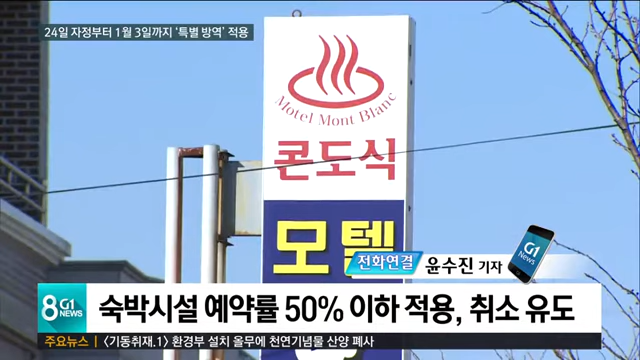 24일 자정부터 1월 3일까지 '특별 방역' 적용
Motel Mont Blanc
콘도식
모텔
전화연결 윤수진 기자
G1 NEWS
8 G1 NEWS
숙박시설 예약률 50% 이하 적용, 취소 유도
주요뉴스 <기동취재.1> 환경부 설치 올무에 천연기념물 산양 폐사